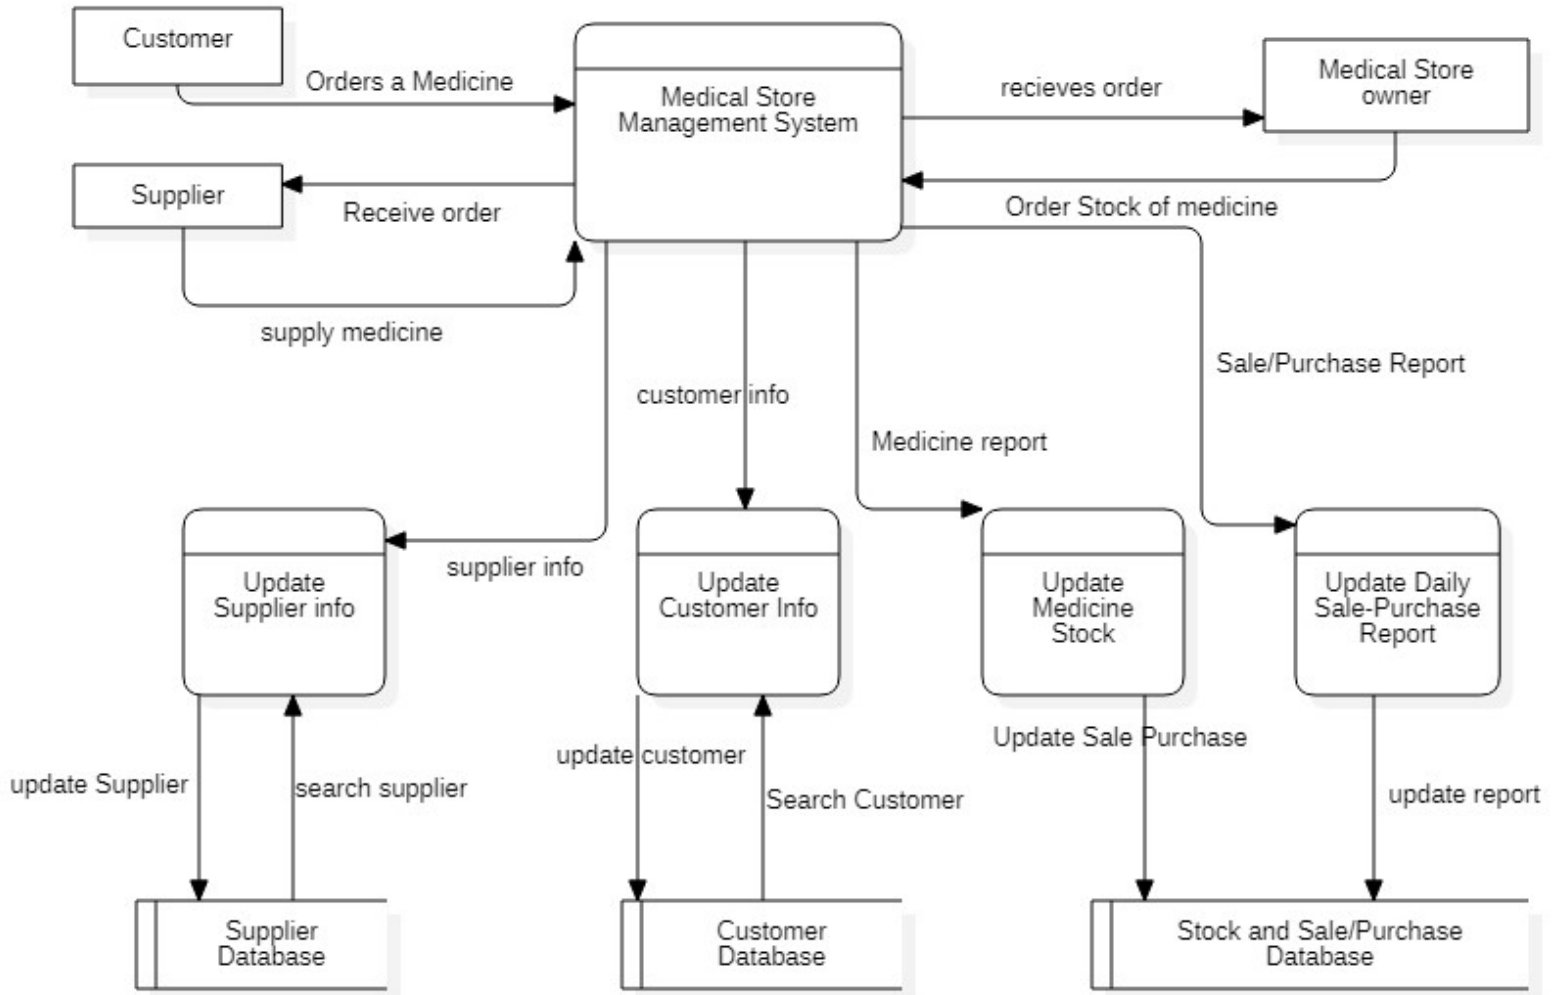 Customer
Orders a Medicine
Medical Store
Management System
recieves order
Medical Store
owner
Supplier
Receive order
Order Stock of medicine
supply medicine
Sale/Purchase Report
customer info
Medicine report
supplier info
Update
Supplier info
Update
Customer Info
Update
Medicine
Stock
Update Daily
Sale-Purchase
Report
update Supplier
search supplier
update customer
Search Customer
Update Sale Purchase
update report
Supplier
Database
Customer
Database
Stock and Sale/Purchase
Database